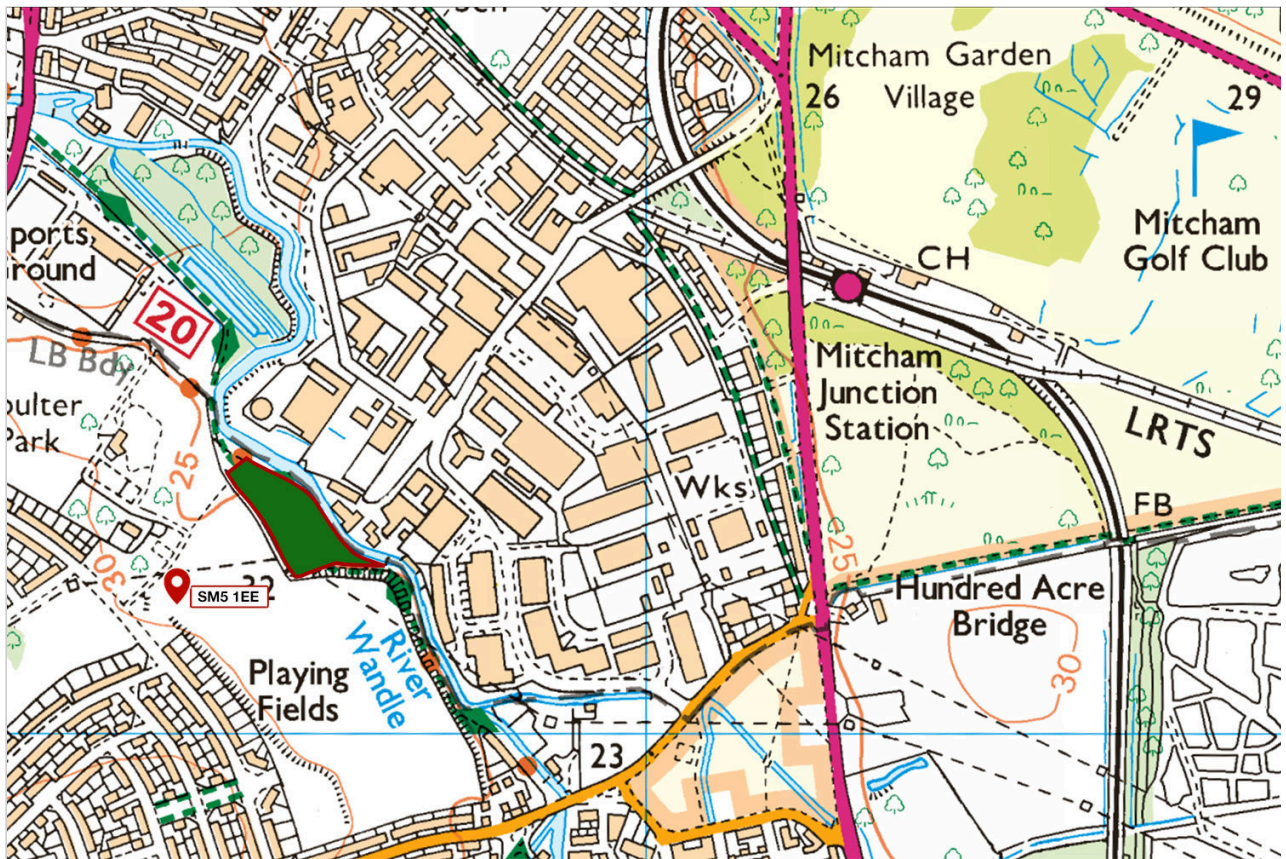 Mitcham Garden
Village
26
29
Mitcham
Golf Club
CH
ports
round
20
LB Bdy
oulter
Park
25
Mitcham
Junction
Station
LRTS
Wks
FB
25
30
SM5 1EE
22
Hundred Acre
Bridge
30
River
Wandle
Playing
Fields
23